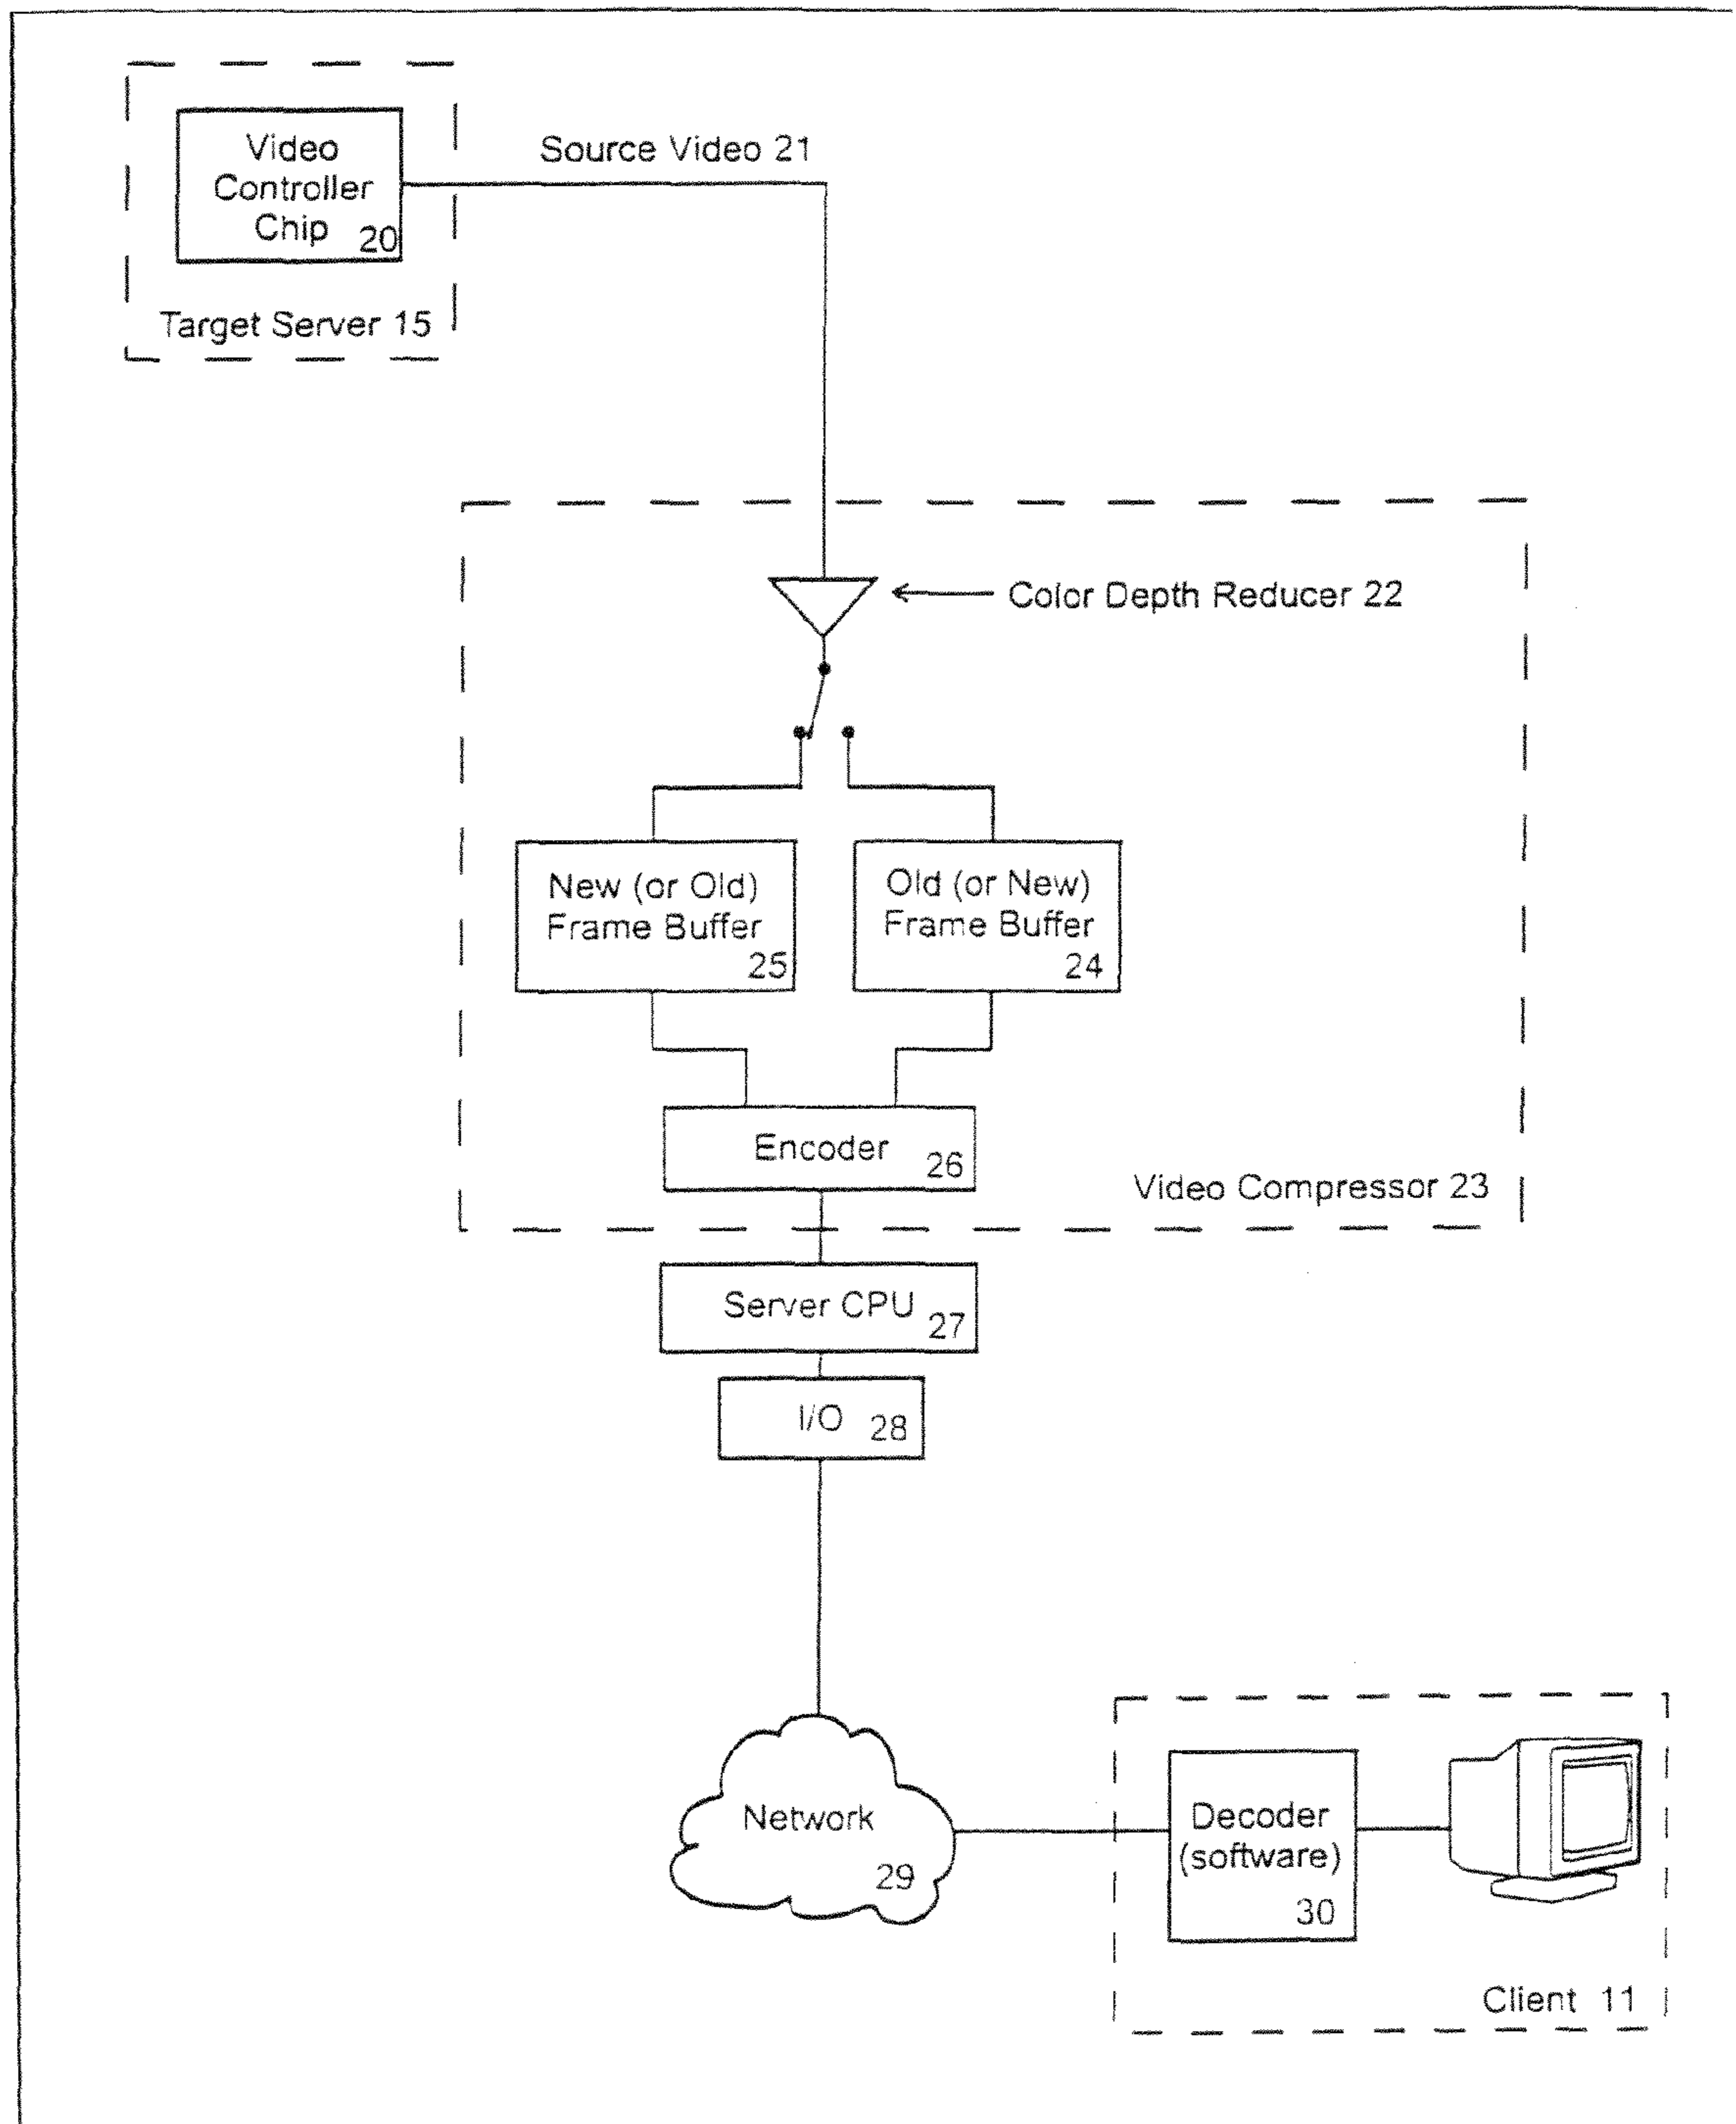 Video
Controller
Chip 20
Target Server 15
Source Video 21
Color Depth Reducer 22
New (or Old)
Frame Buffer
25
Old (or New)
Frame Buffer
24
Encoder 26
Video Compressor 23
Server CPU 27
I/O 28
Network
29
Decoder
(software)
30
Client 11